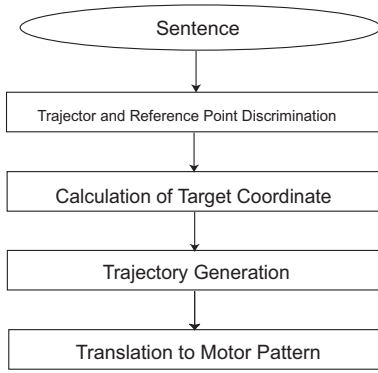 Sentence
Trajector and Reference Point Discrimination
Calculation of Target Coordinate
Trajectory Generation
Translation to Motor Pattern